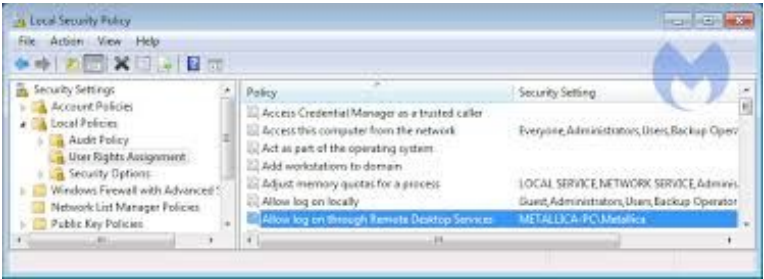 Local Security Policy
File Action View Help
Security Settings
Account Policies
Local Policies
Audit Policy
User Rights Assignment
Security Options
Windows Firewall with Advanced S
Network List Manager Policies
Public Key Policies
Policy Security Setting
Access Credential Manager as a trusted caller
Access this computer from the network Everyone,Administrators,Users,Backup Opera
Act as part of the operating system
Add workstations to domain
Adjust memory quotas for a process LOCAL SERVICE,NETWORK SERVICE,Adminis
Allow log on locally Guest,Administrators,Users,Backup Operator
Allow log on through Remote Desktop Services METALLICA-PC\Metallica